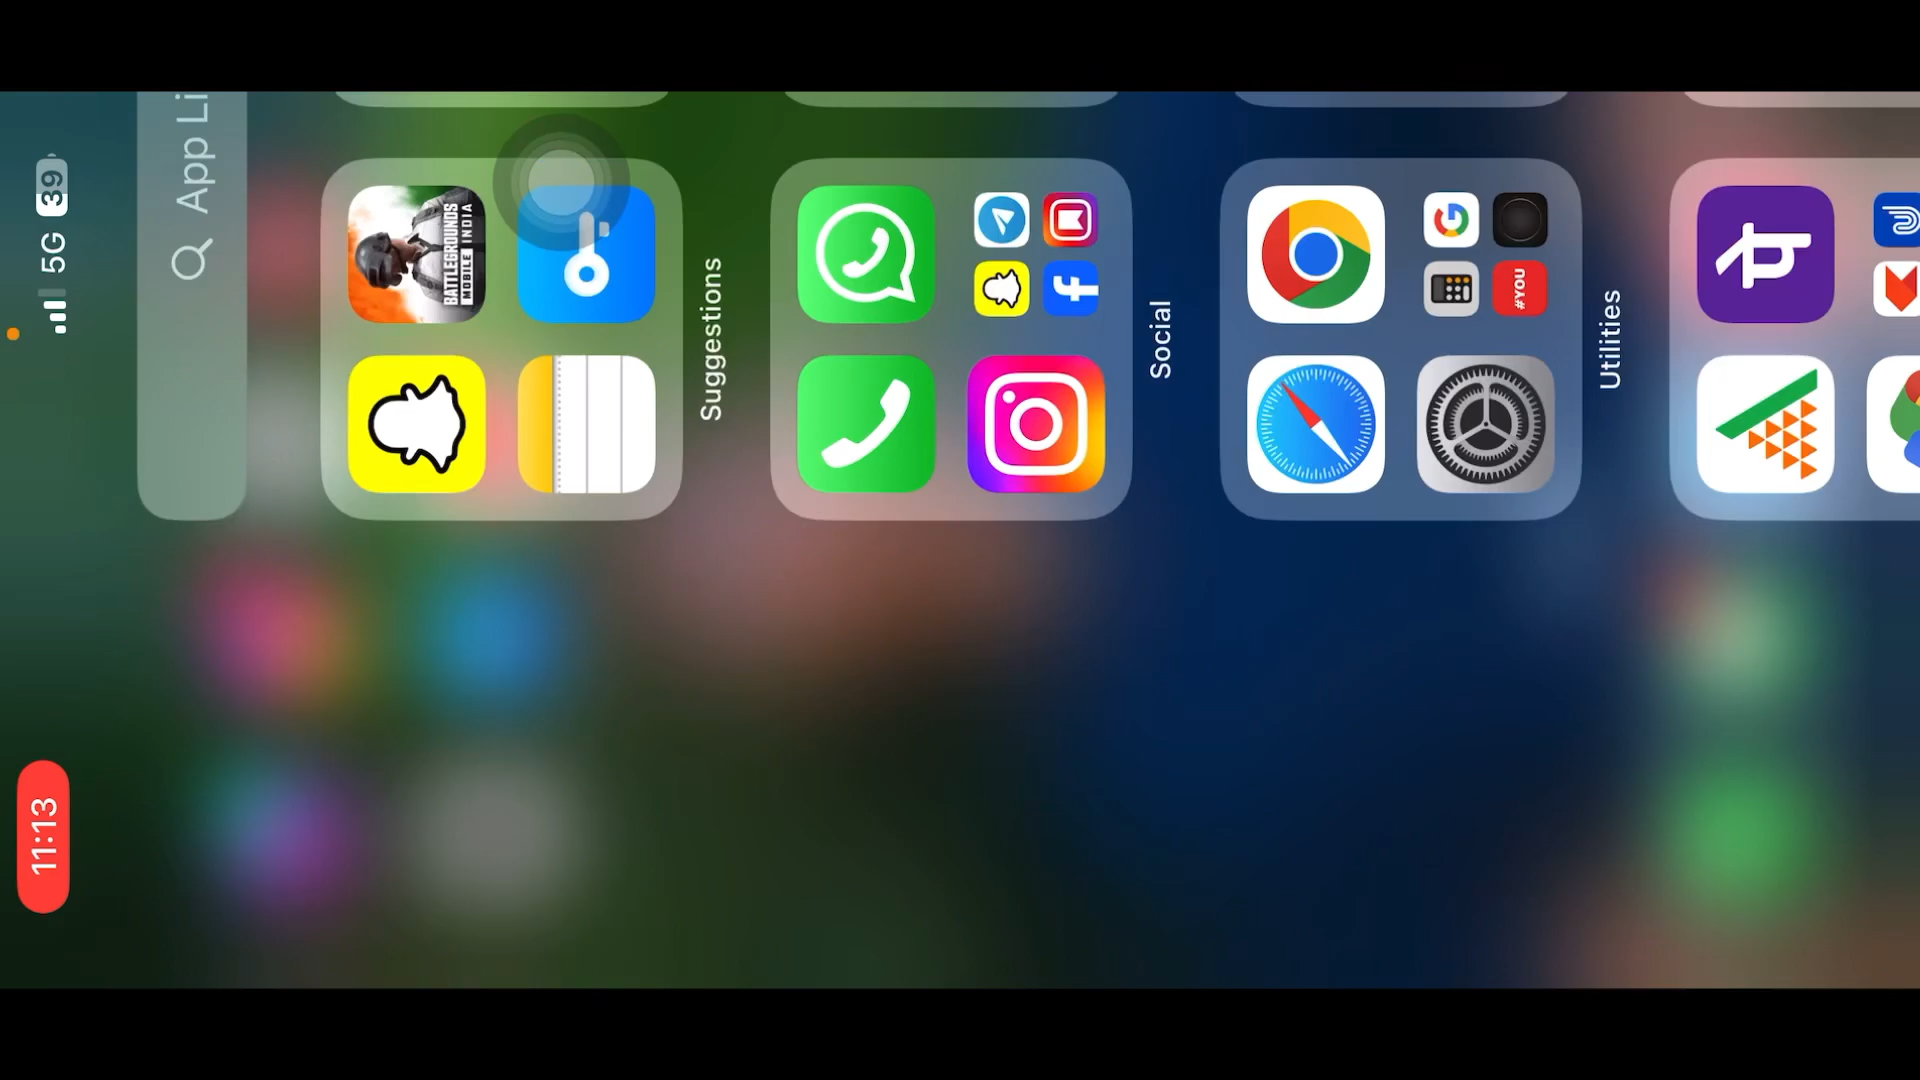 11:13
5G
39
App Li
BATTLEGROUNDS
MOBILE INDIA
Suggestions
Social
#YOU
Utilities